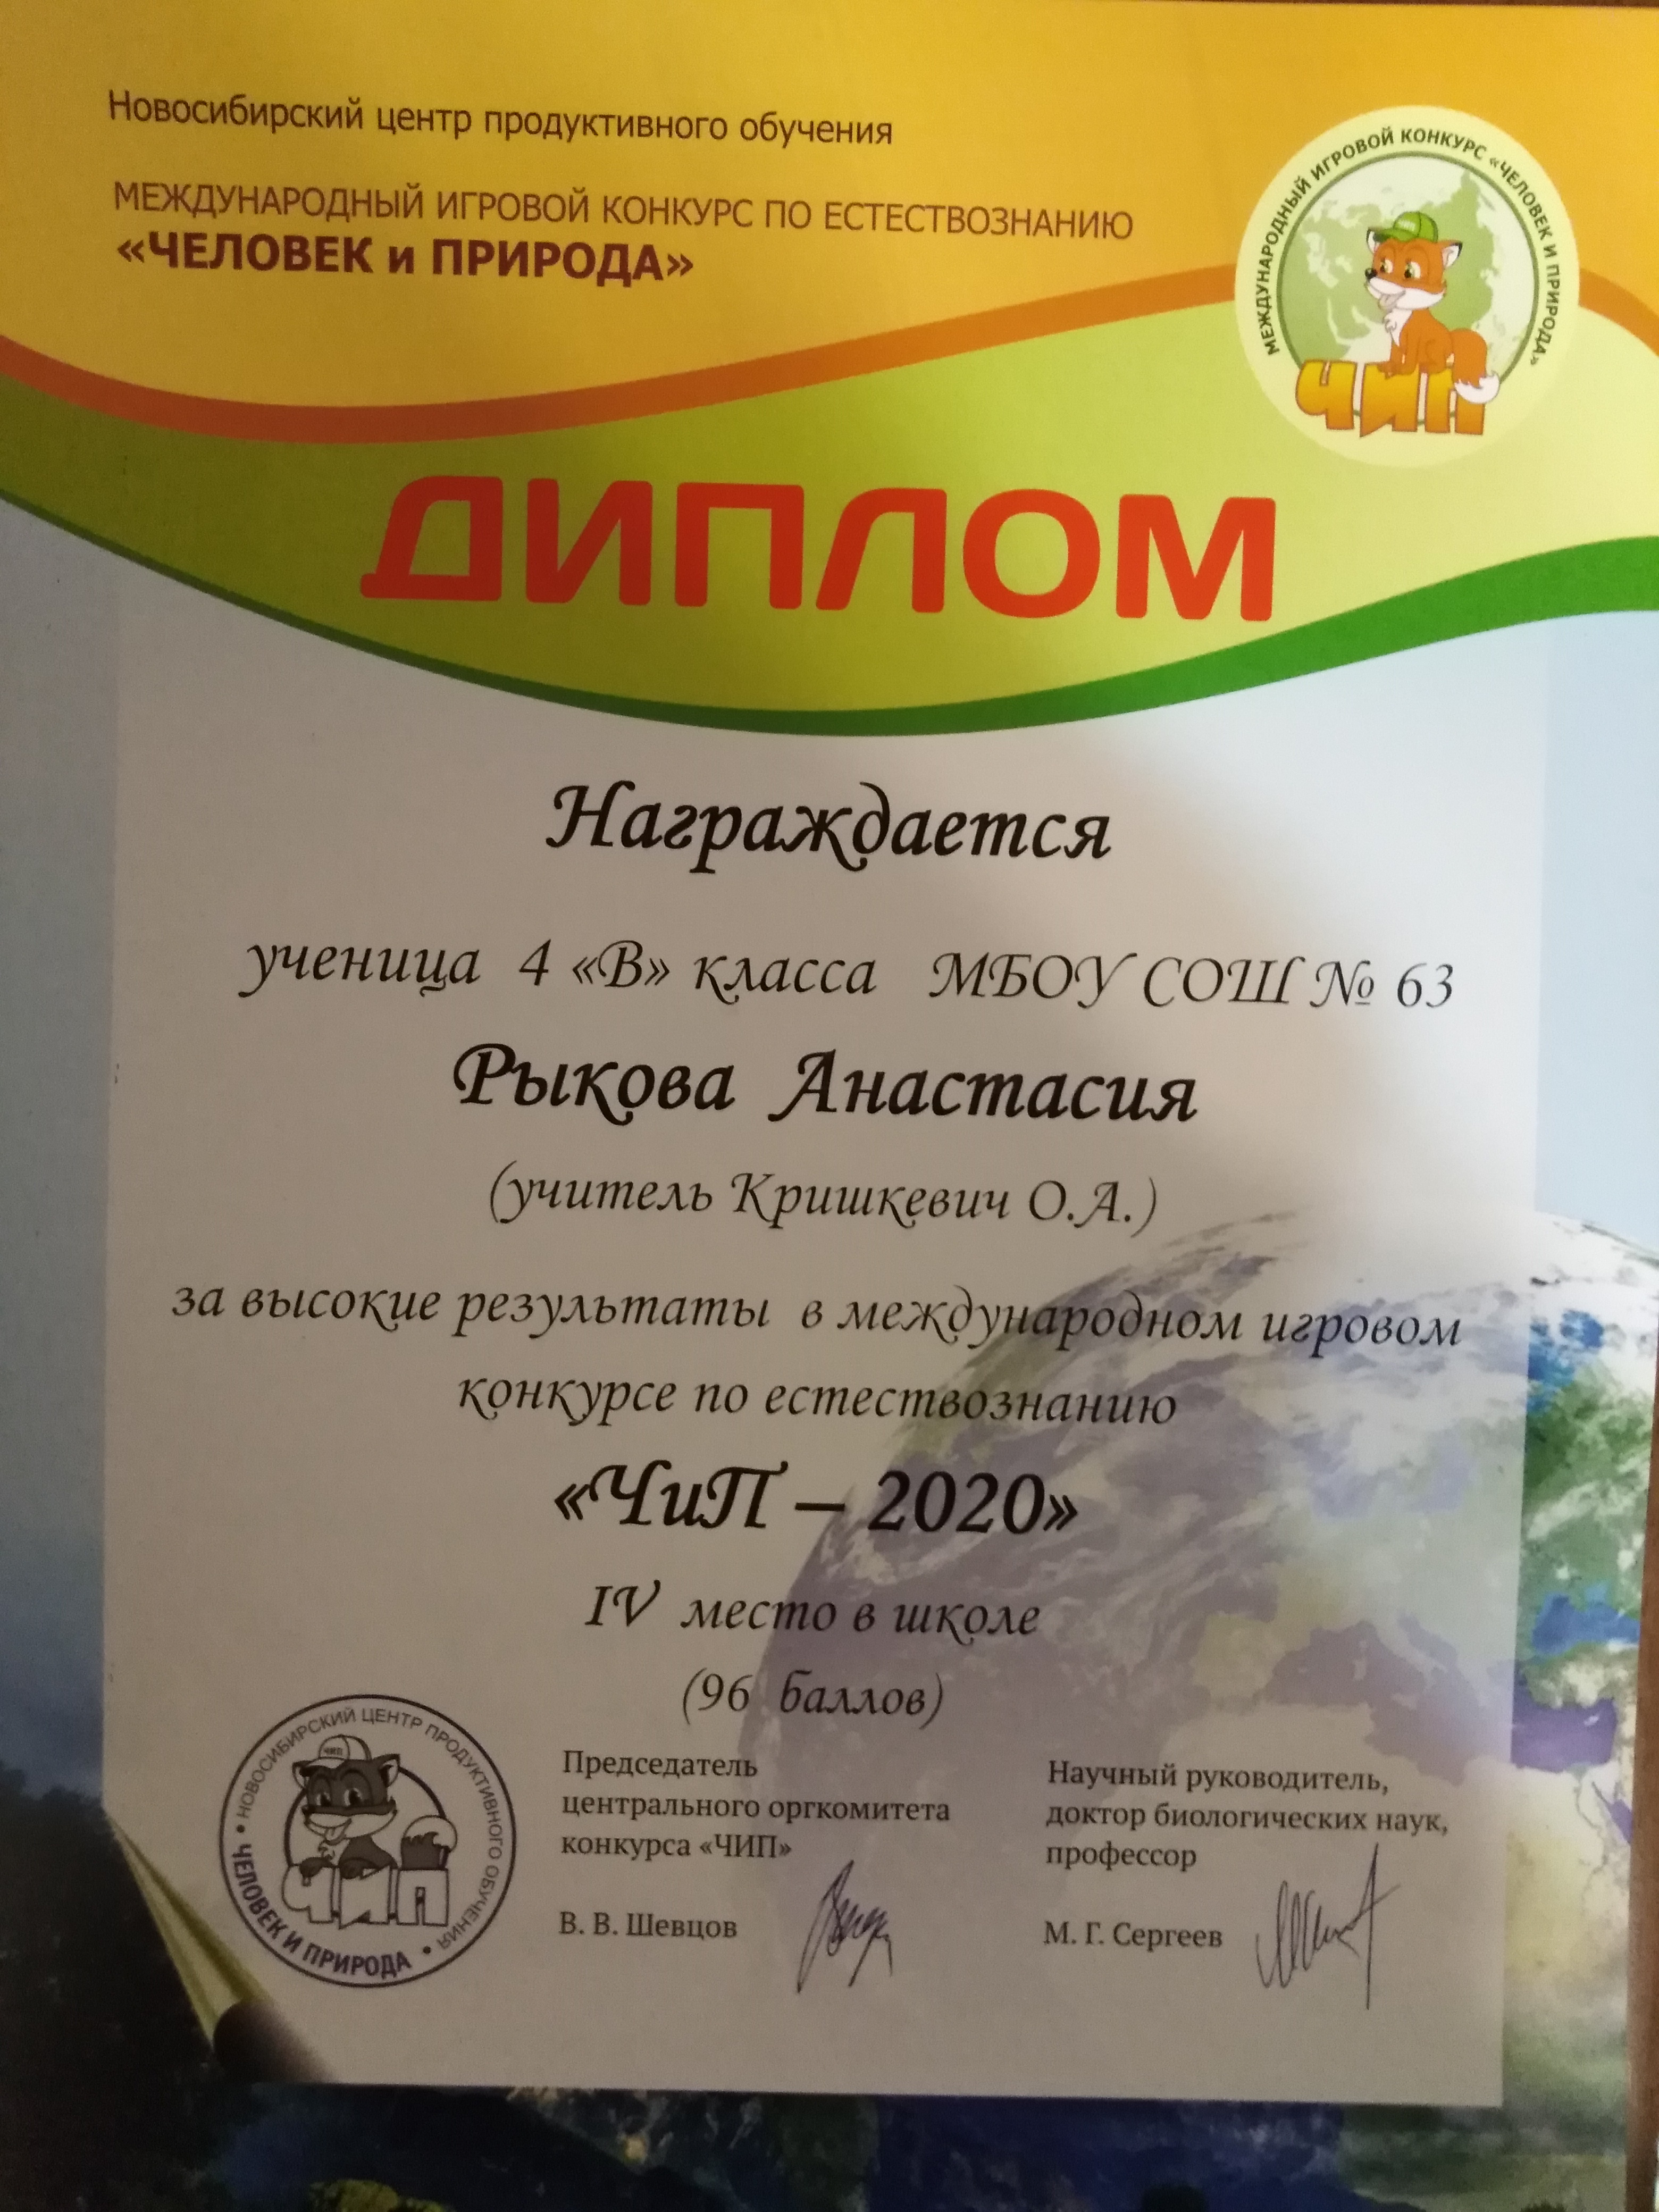 Новосибирский центр продуктивного обучения
МЕЖДУНАРОДНЫЙ ИГРОВОЙ КОНКУРС ПО ЕСТЕСТВОЗНАНИЮ
«ЧЕЛОВЕК и ПРИРОДА»
МЕЖДУНАРОДНЫЙ ИГРОВОЙ КОНКУРС «ЧЕЛОВЕК И ПРИРОДА»
ЧИП
ДИПЛОМ
Награждается
ученица 4 «В» класса МБОУ СОШ № 63
Рыкова Анастасия
(учитель Кришкевич О.А.)
за высокие результаты в международном игровом
конкурсе по естествознанию
«ЧиП – 2020»
IV место в школе
(96 баллов)
• НОВОСИБИРСКИЙ ЦЕНТР ПРОДУКТИВНОГО ОБУЧЕНИЯ •
ЧИП
ЧИП
ЧЕЛОВЕК И ПРИРОДА
Председатель
центрального оргкомитета
конкурса «ЧИП»
В. В. Шевцов
Научный руководитель,
доктор биологических наук,
профессор
М. Г. Сергеев